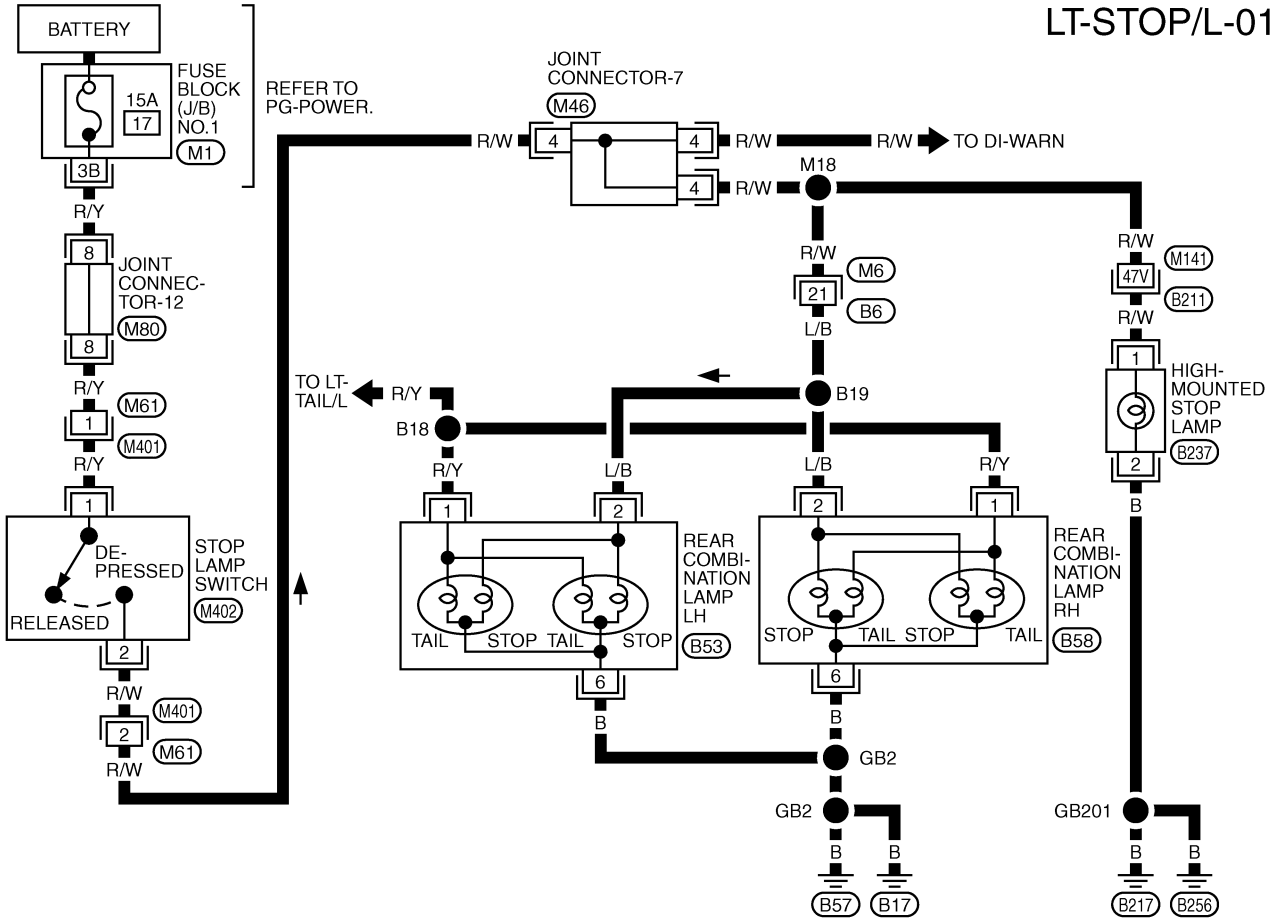 LT-STOP/L-01
BATTERY
FUSE
BLOCK
(J/B)
NO.1
M1
15A
17
3B
REFER TO
PG-POWER.
R/Y
8
JOINT
CONNEC-
TOR-12
M80
8
R/Y
M61
1
M401
R/Y
1
DE-
PRESSED
RELEASED
STOP
LAMP
SWITCH
M402
2
R/W
M401
2
M61
R/W
JOINT
CONNECTOR-7
M46
R/W
4
4
R/W
R/W
TO DI-WARN
4
R/W
M18
R/W
M6
21
B6
L/B
B19
R/W
M141
47V
B211
R/W
1
HIGH-
MOUNTED
STOP
LAMP
B237
2
B
TO LT-
TAIL/L
R/Y
B18
R/Y
L/B
L/B
R/Y
1
2
2
1
REAR
COMBI-
NATION
LAMP
LH
B53
TAIL
STOP
TAIL
STOP
6
B
REAR
COMBI-
NATION
LAMP
RH
B58
STOP
TAIL
STOP
TAIL
6
B
GB2
GB2
B
B
B57
B17
GB201
B
B
B217
B256